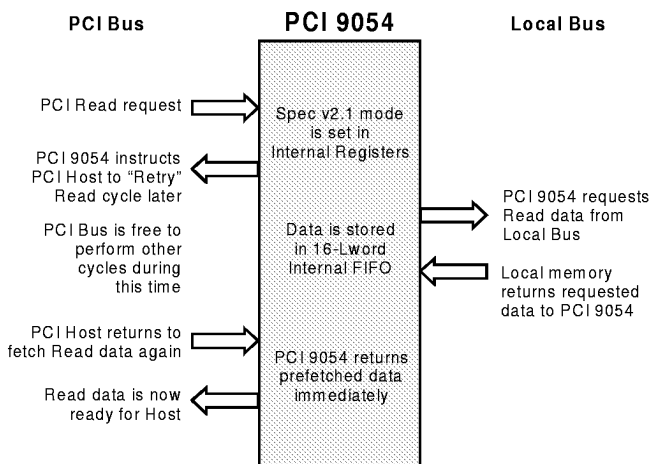 PCI Bus
PCI 9054
Local Bus
PCI Read request
Spec v2.1 mode
is set in
Internal Registers
PCI 9054 instructs
PCI Host to “Retry”
Read cycle later
PCI 9054 requests
Read data from
Local Bus
PCI Bus is free to
perform other
cycles during
this time
Data is stored
in 16-Lword
Internal FIFO
Local memory
returns requested
data to PCI 9054
PCI Host returns to
fetch Read data again
PCI 9054 returns
prefetched data
immediately
Read data is now
ready for Host